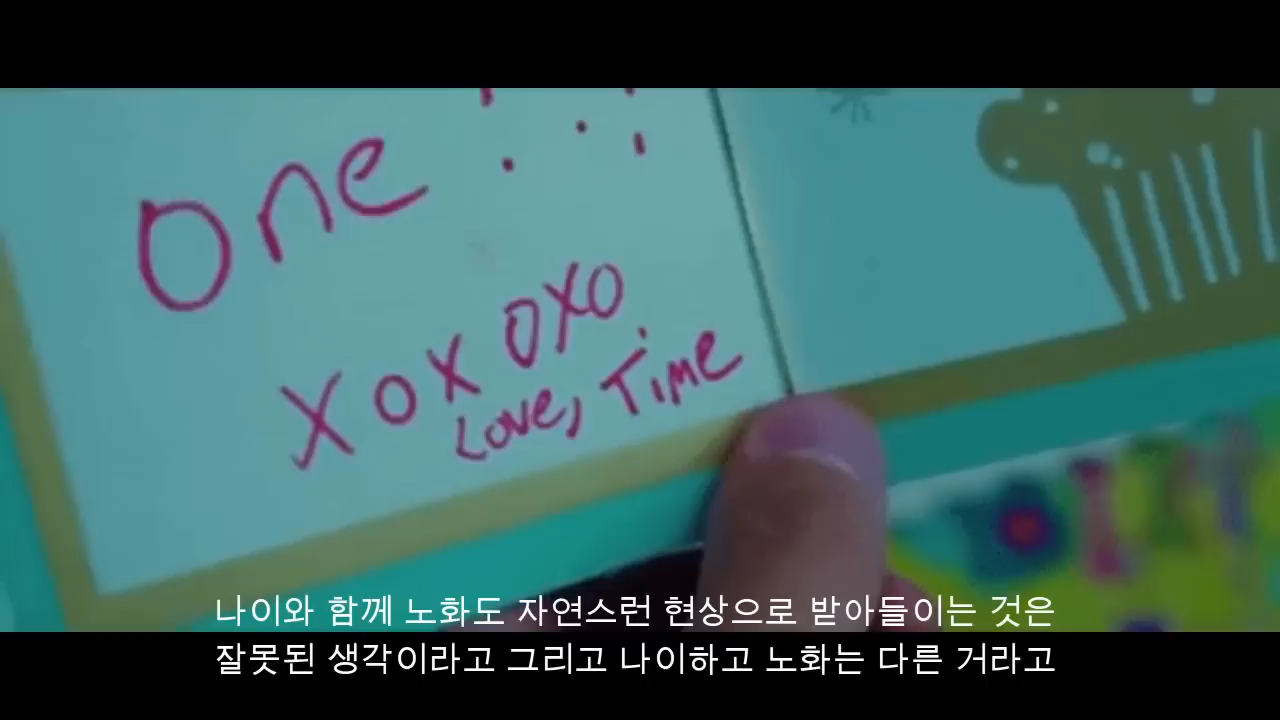 One
XOXOXO
Love, Time
나이와 함께 노화도 자연스런 현상으로 받아들이는 것은
잘못된 생각이라고 그리고 나이하고 노화는 다른 거라고